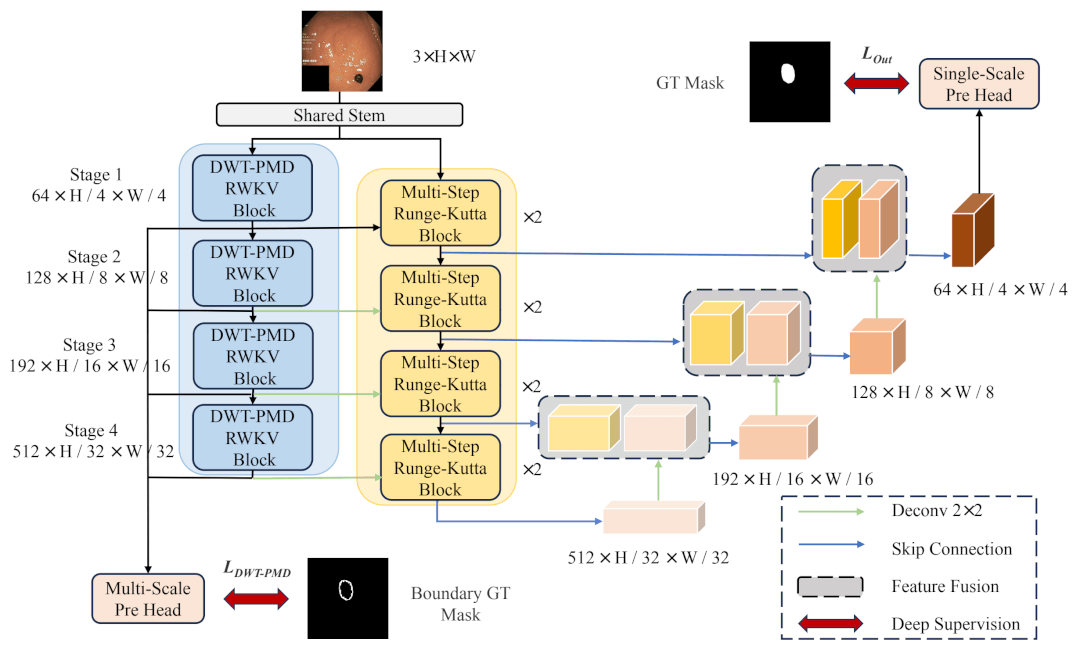 3×H×W
Shared Stem
GT Mask
L_Out
Single-Scale
Pre Head
Stage 1
64×H / 4×W / 4
DWT-PMD
RWKV
Block
Multi-Step
Runge-Kutta
Block
×2
Stage 2
128×H / 8×W / 8
DWT-PMD
RWKV
Block
Multi-Step
Runge-Kutta
Block
×2
Stage 3
192×H / 16×W / 16
DWT-PMD
RWKV
Block
Multi-Step
Runge-Kutta
Block
×2
Stage 4
512×H / 32×W / 32
DWT-PMD
RWKV
Block
Multi-Step
Runge-Kutta
Block
×2
64×H / 4×W / 4
128×H / 8×W / 8
192×H / 16×W / 16
512×H / 32×W / 32
Multi-Scale
Pre Head
L_DWT-PMD
Boundary GT
Mask
Deconv 2×2
Skip Connection
Feature Fusion
Deep Supervision